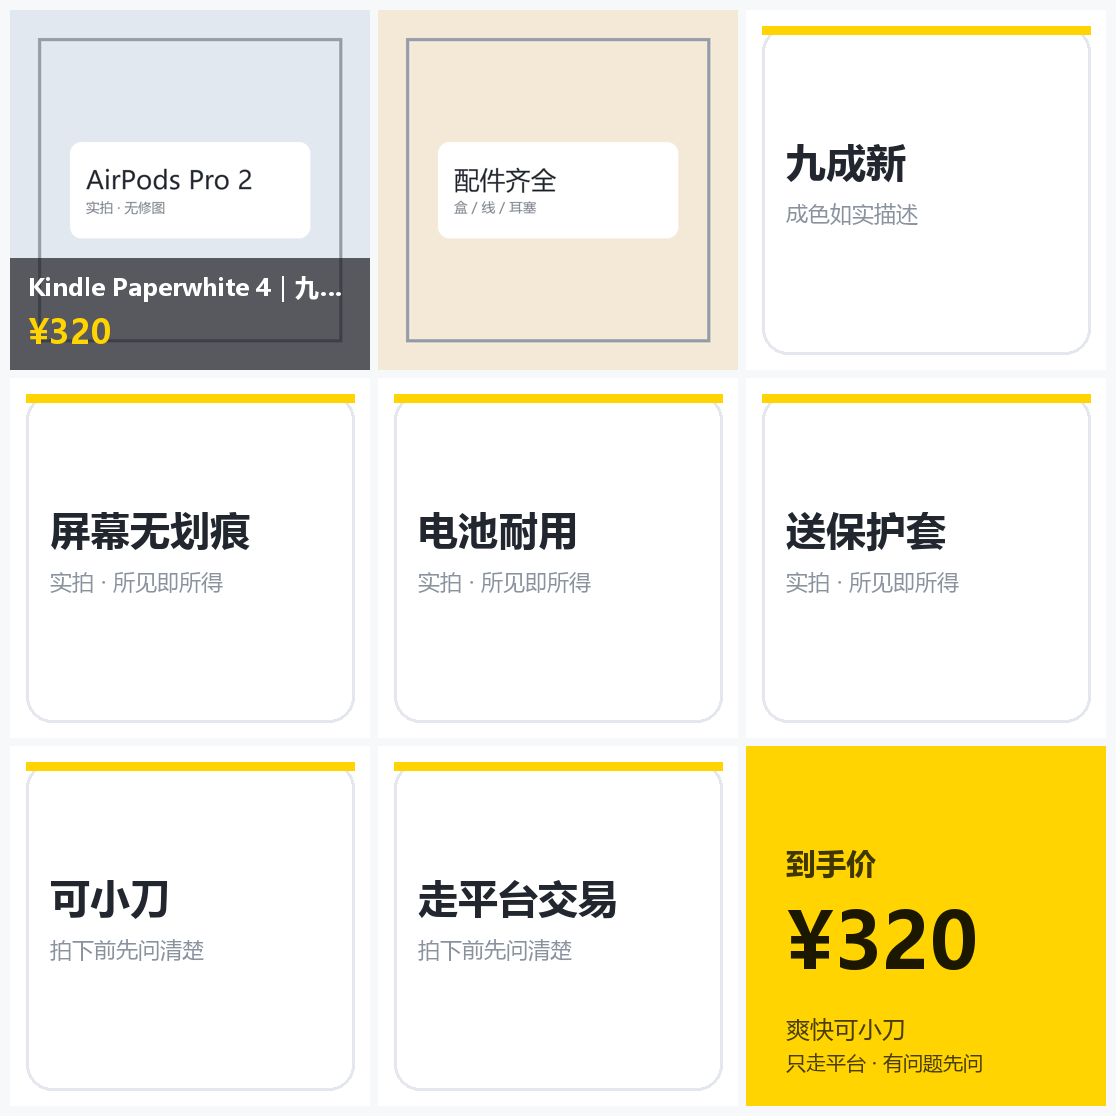 AirPods Pro 2
实拍 · 无修图
Kindle Paperwhite 4｜九...
¥320
配件齐全
盒 / 线 / 耳塞
九成新
成色如实描述
屏幕无划痕
实拍 · 所见即所得
电池耐用
实拍 · 所见即所得
送保护套
实拍 · 所见即所得
可小刀
拍下前先问清楚
走平台交易
拍下前先问清楚
到手价
¥320
爽快可小刀
只走平台 · 有问题先问